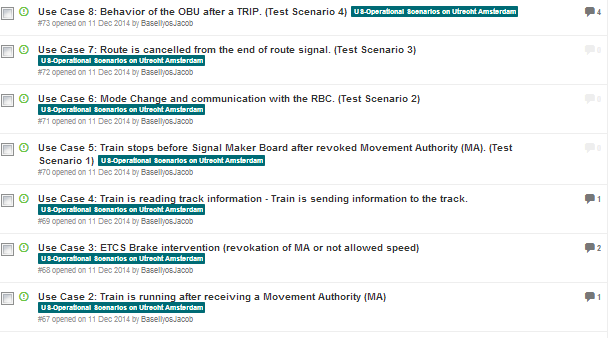 Use Case 8: Behavior of the OBU after a TRIP. (Test Scenario 4) US-Operational Scenarios on Utrecht Amsterdam 4
#73 opened on 11 Dec 2014 by BasellyosJacob
Use Case 7: Route is cancelled from the end of route signal. (Test Scenario 3) 0
US-Operational Scenarios on Utrecht Amsterdam
#72 opened on 11 Dec 2014 by BasellyosJacob
Use Case 6: Mode Change and communication with the RBC. (Test Scenario 2) 0
US-Operational Scenarios on Utrecht Amsterdam
#71 opened on 11 Dec 2014 by BasellyosJacob
Use Case 5: Train stops before Signal Maker Board after revoked Movement Authority (MA). (Test 0
Scenario 1) US-Operational Scenarios on Utrecht Amsterdam
#70 opened on 11 Dec 2014 by BasellyosJacob
Use Case 4: Train is reading track information - Train is sending information to the track. 1
US-Operational Scenarios on Utrecht Amsterdam
#69 opened on 11 Dec 2014 by BasellyosJacob
Use Case 3: ETCS Brake intervention (revokation of MA or not allowed speed) 2
US-Operational Scenarios on Utrecht Amsterdam
#68 opened on 11 Dec 2014 by BasellyosJacob
Use Case 2: Train is running after receiving a Movement Authority (MA) 1
US-Operational Scenarios on Utrecht Amsterdam
#67 opened on 11 Dec 2014 by BasellyosJacob